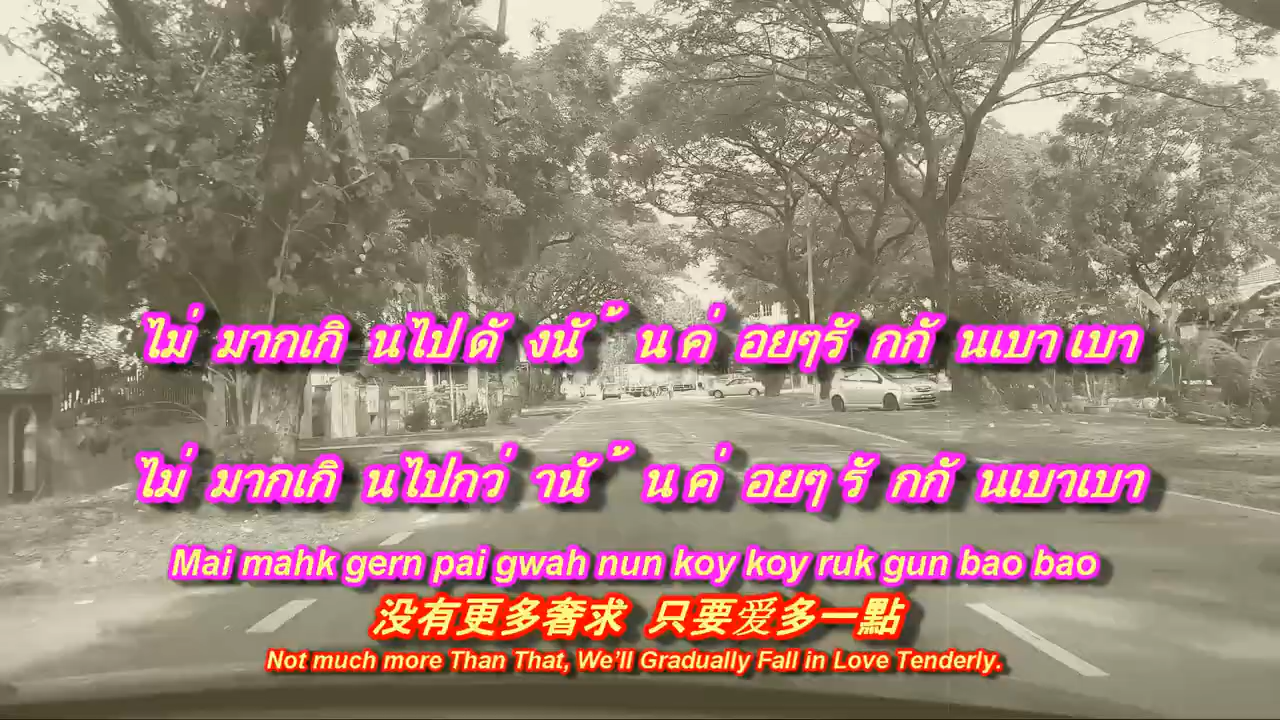 ไม่ มากเกิ นไป ดั งนั ้ น ค่ อยๆรั กกั นเบา เบา
ไม่ มากเกิ นไปกว่ านั ้ น ค่ อยๆ รั กกั นเบาเบา
Mai mahk gern pai gwah nun koy koy ruk gun bao bao
没有更多奢求 只要爱多一點
Not much more Than That, We'll Gradually Fall in Love Tenderly.